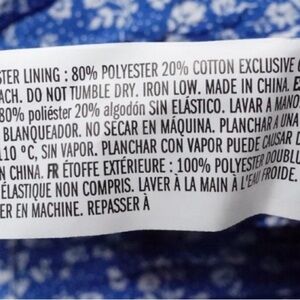 STER LINING : 80% POLYESTER 20% COTTON EXCLUSIVE
ACH. DO NOT TUMBLE DRY. IRON LOW. MADE IN CHINA. ES
80% poliéster 20% algodón SIN ELÁSTICO. LAVAR A MANO
BLANQUEADOR. NO SECAR EN MÁQUINA. PLANCHAR A UNA
110 ºC, SIN VAPOR. PLANCHAR CON VAPOR PUEDE CAUSAR
N CHINA. FR ÉTOFFE EXTÉRIEURE : 100% POLYESTER DOUBL
ÉLASTIQUE NON COMPRIS. LAVER À LA MAIN À L'EAU FROIDE.
ER EN MACHINE. REPASSER À